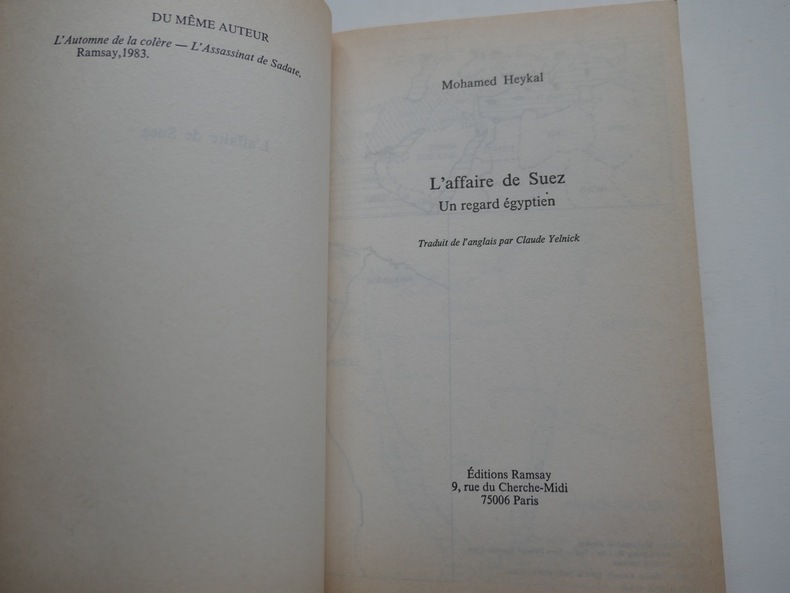 DU MÊME AUTEUR
L'Automne de la colère — L'Assassinat de Sadate.
Ramsay,1983.
Mohamed Heykal
L'affaire de Suez
Un regard égyptien
Traduit de l'anglais par Claude Yelnick
Éditions Ramsay
9, rue du Cherche-Midi
75006 Paris